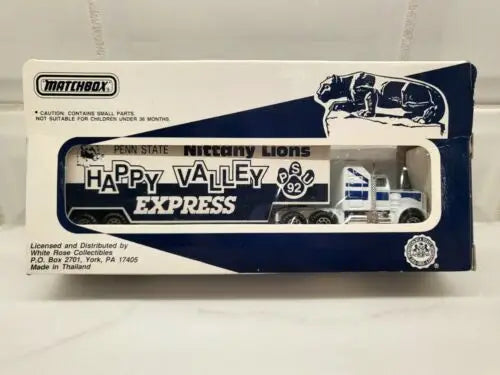 MATCHBOX®
* CAUTION: CONTAINS SMALL PARTS.
NOT SUITABLE FOR CHILDREN UNDER 36 MONTHS.
PENN STATE Nittany Lions
HAPPY VALLEY
EXPRESS
PSU
92
Licensed and Distributed by
White Rose Collectibles
P.O. Box 2701, York, PA 17405
Made in Thailand
®